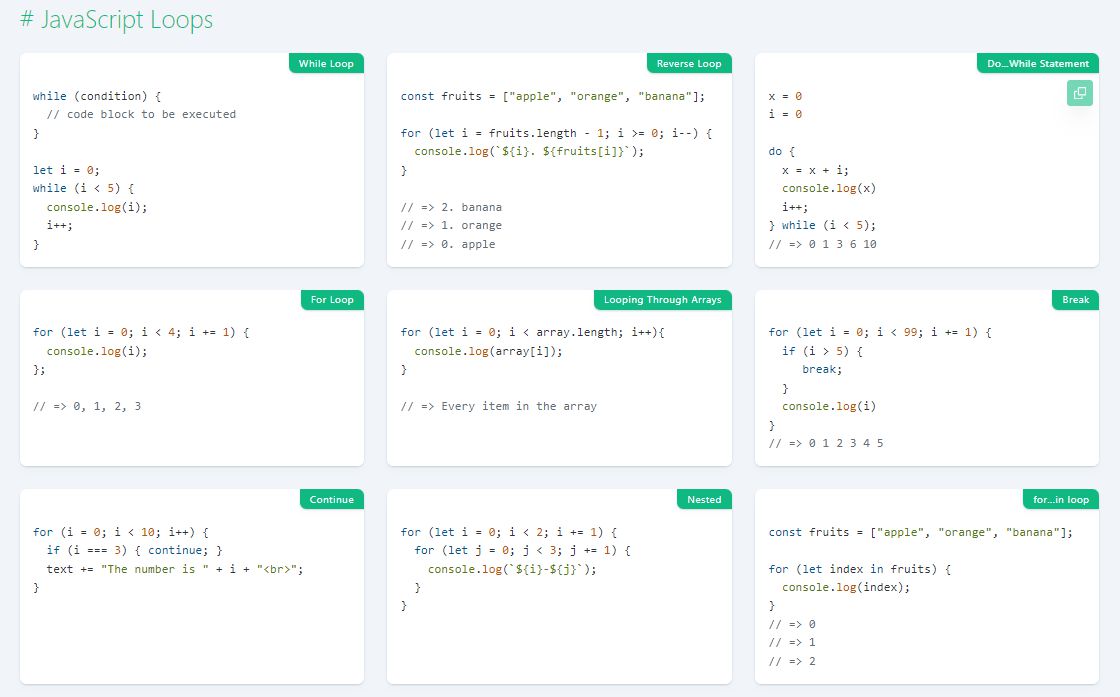 # JavaScript Loops
While Loop
while (condition) {
  // code block to be executed
}

let i = 0;
while (i < 5) {
  console.log(i);
  i++;
}
Reverse Loop
const fruits = ["apple", "orange", "banana"];

for (let i = fruits.length - 1; i >= 0; i--) {
  console.log(`${i}. ${fruits[i]}`);
}

// => 2. banana
// => 1. orange
// => 0. apple
Do...While Statement
x = 0
i = 0

do {
  x = x + i;
  console.log(x)
  i++;
} while (i < 5);
// => 0 1 3 6 10
For Loop
for (let i = 0; i < 4; i += 1) {
  console.log(i);
};

// => 0, 1, 2, 3
Looping Through Arrays
for (let i = 0; i < array.length; i++){
  console.log(array[i]);
}

// => Every item in the array
Break
for (let i = 0; i < 99; i += 1) {
  if (i > 5) {
     break;
  }
  console.log(i)
}
// => 0 1 2 3 4 5
Continue
for (i = 0; i < 10; i++) {
  if (i === 3) { continue; }
  text += "The number is " + i + "<br>";
}
Nested
for (let i = 0; i < 2; i += 1) {
  for (let j = 0; j < 3; j += 1) {
    console.log(`${i}-${j}`);
  }
}
for...in loop
const fruits = ["apple", "orange", "banana"];

for (let index in fruits) {
  console.log(index);
}
// => 0
// => 1
// => 2